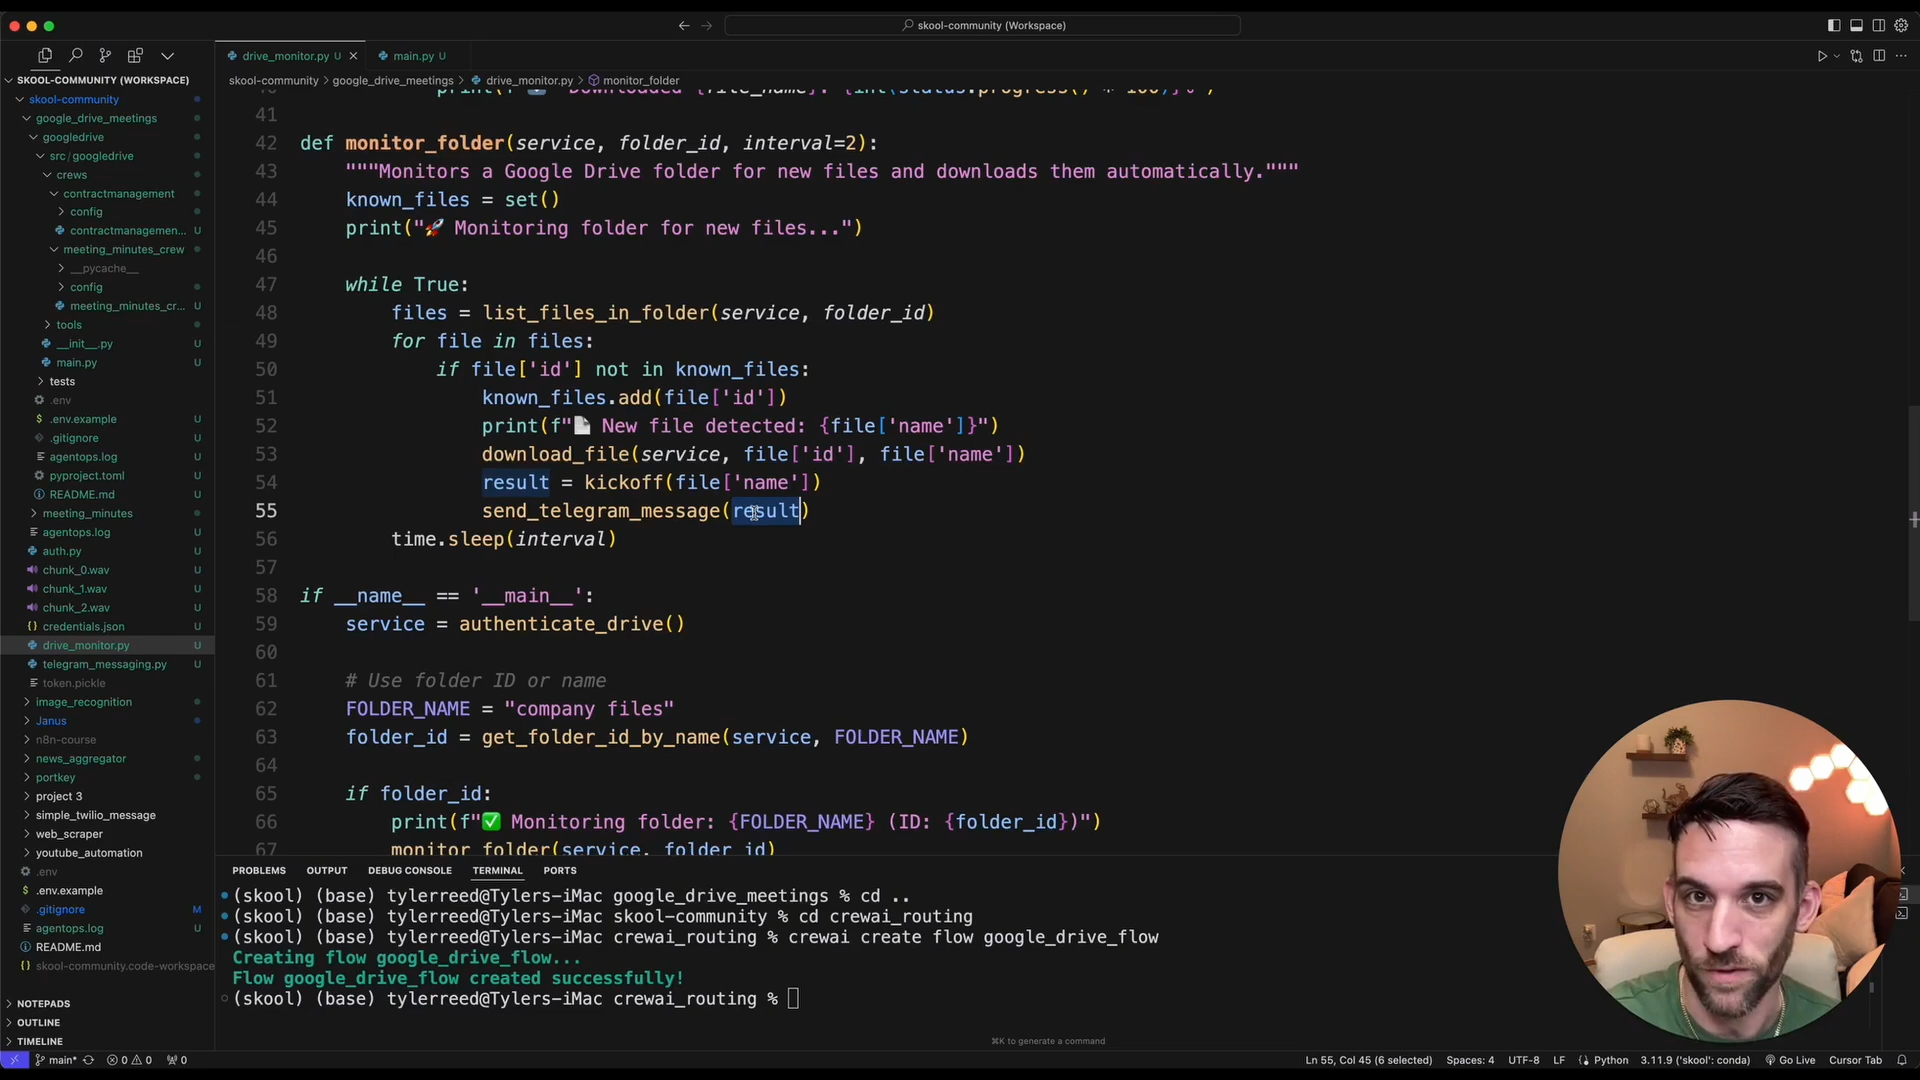 skool-community (Workspace)
drive_monitor.py U
main.py U
SKOOL-COMMUNITY (WORKSPACE)
skool-community > google_drive_meetings > drive_monitor.py > monitor_folder
skool-community
google_drive_meetings
googledrive
src / googledrive
crews
contractmanagement
config
contractmanagemen... U
meeting_minutes_crew
__pycache__
config
meeting_minutes_cr... U
tools
__init__.py U
main.py U
tests
.env
.env.example U
.gitignore U
agentops.log U
pyproject.toml U
README.md U
meeting_minutes
agentops.log U
auth.py U
chunk_0.wav U
chunk_1.wav U
chunk_2.wav U
credentials.json U
drive_monitor.py U
telegram_messaging.py U
token.pickle
image_recognition
Janus
n8n-course
news_aggregator
portkey
project 3
simple_twilio_message
web_scraper
youtube_automation
.env
.env.example
.gitignore M
agentops.log U
README.md
skool-community.code-workspace
NOTEPADS
OUTLINE
TIMELINE
41
42 def monitor_folder(service, folder_id, interval=2):
43 """Monitors a Google Drive folder for new files and downloads them automatically."""
44 known_files = set()
45 print("🚀 Monitoring folder for new files...")
46
47 while True:
48 files = list_files_in_folder(service, folder_id)
49 for file in files:
50 if file['id'] not in known_files:
51 known_files.add(file['id'])
52 print(f"📄 New file detected: {file['name']}")
53 download_file(service, file['id'], file['name'])
54 result = kickoff(file['name'])
55 send_telegram_message(result)
56 time.sleep(interval)
57
58 if __name__ == '__main__':
59 service = authenticate_drive()
60
61 # Use folder ID or name
62 FOLDER_NAME = "company files"
63 folder_id = get_folder_id_by_name(service, FOLDER_NAME)
64
65 if folder_id:
66 print(f"✅ Monitoring folder: {FOLDER_NAME} (ID: {folder_id})")
67 monitor_folder(service, folder_id)
PROBLEMS OUTPUT DEBUG CONSOLE TERMINAL PORTS
(skool) (base) tylerreed@Tylers-iMac google_drive_meetings % cd ..
(skool) (base) tylerreed@Tylers-iMac skool-community % cd crewai_routing
(skool) (base) tylerreed@Tylers-iMac crewai_routing % crewai create flow google_drive_flow
Creating flow google_drive_flow...
Flow google_drive_flow created successfully!
(skool) (base) tylerreed@Tylers-iMac crewai_routing %
⌘K to generate a command
main* 0 0 0 Ln 55, Col 45 (6 selected) Spaces: 4 UTF-8 LF Python 3.11.9 ('skool': conda) Go Live Cursor Tab